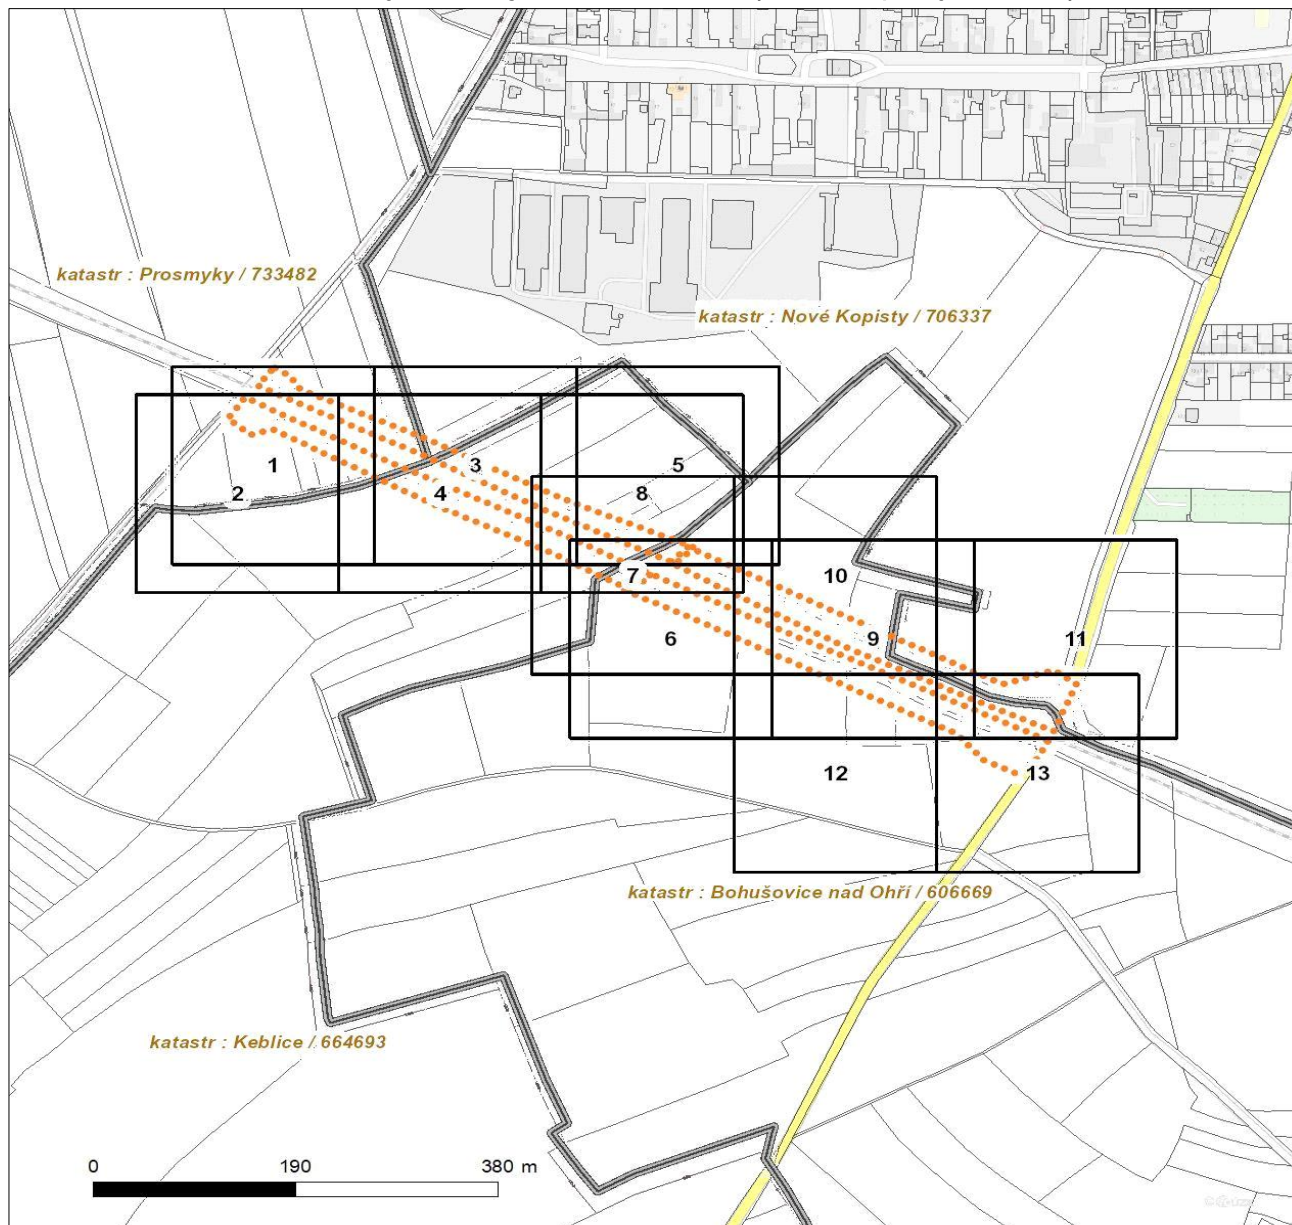 katastr : Prosmyky / 733482
katastr : Nové Kopisty / 706337
1
3
5
2
4
8
7
10
6
9
11
12
13
katastr : Bohušovice nad Ohří / 606669
katastr : Keblice / 664693
0 190 380 m